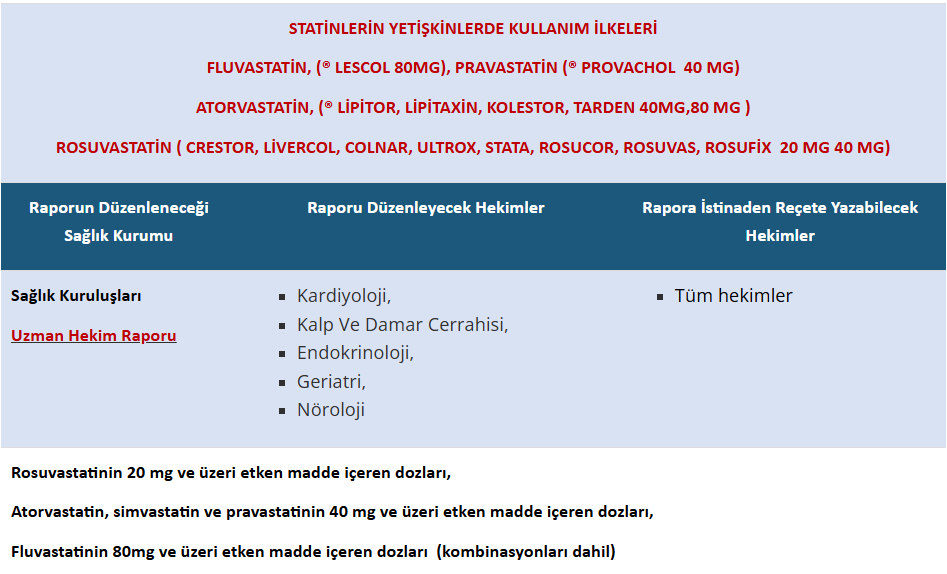 STATİNLERİN YETİŞKİNLERDE KULLANIM İLKELERİ
FLUVASTATİN, (® LESCOL 80MG), PRAVASTATİN (® PROVACHOL 40 MG)
ATORVASTATİN, (® LİPİTOR, LİPİTAXİN, KOLESTOR, TARDEN 40MG,80 MG )
ROSUVASTATİN ( CRESTOR, LİVERCOL, COLNAR, ULTROX, STATA, ROSUCOR, ROSUVAS, ROSUFİX 20 MG 40 MG)
Raporun Düzenleneceği
Sağlık Kurumu
Raporu Düzenleyecek Hekimler
Rapora İstinaden Reçete Yazabilecek
Hekimler
Sağlık Kuruluşları
Uzman Hekim Raporu
▪ Kardiyoloji,
▪ Kalp Ve Damar Cerrahisi,
▪ Endokrinoloji,
▪ Geriatri,
▪ Nöroloji
▪ Tüm hekimler
Rosuvastatinin 20 mg ve üzeri etken madde içeren dozları,
Atorvastatin, simvastatin ve pravastatinin 40 mg ve üzeri etken madde içeren dozları,
Fluvastatinin 80mg ve üzeri etken madde içeren dozları (kombinasyonları dahil)